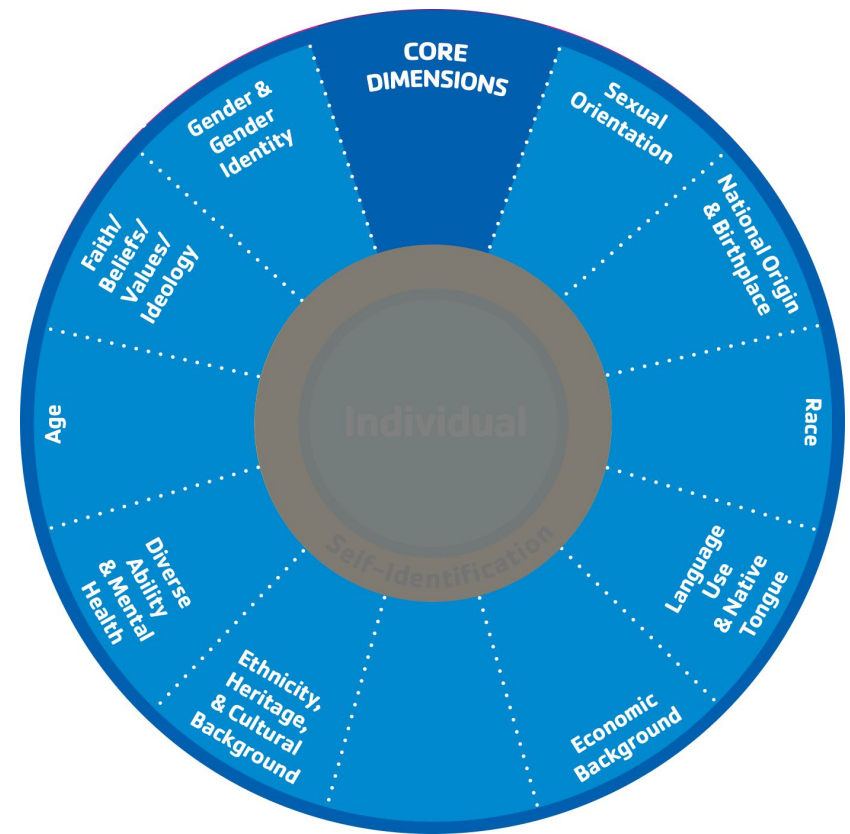 CORE
DIMENSIONS
Sexual
Orientation
National Origin
& Birthplace
Race
Language
Use
& Native
Tongue
Economic
Background
Ethnicity,
Heritage,
& Cultural
Background
Diverse
Ability
& Mental
Health
Age
Faith/
Beliefs/
Values/
Ideology
Gender &
Gender
Identity
Individual
Self-Identification